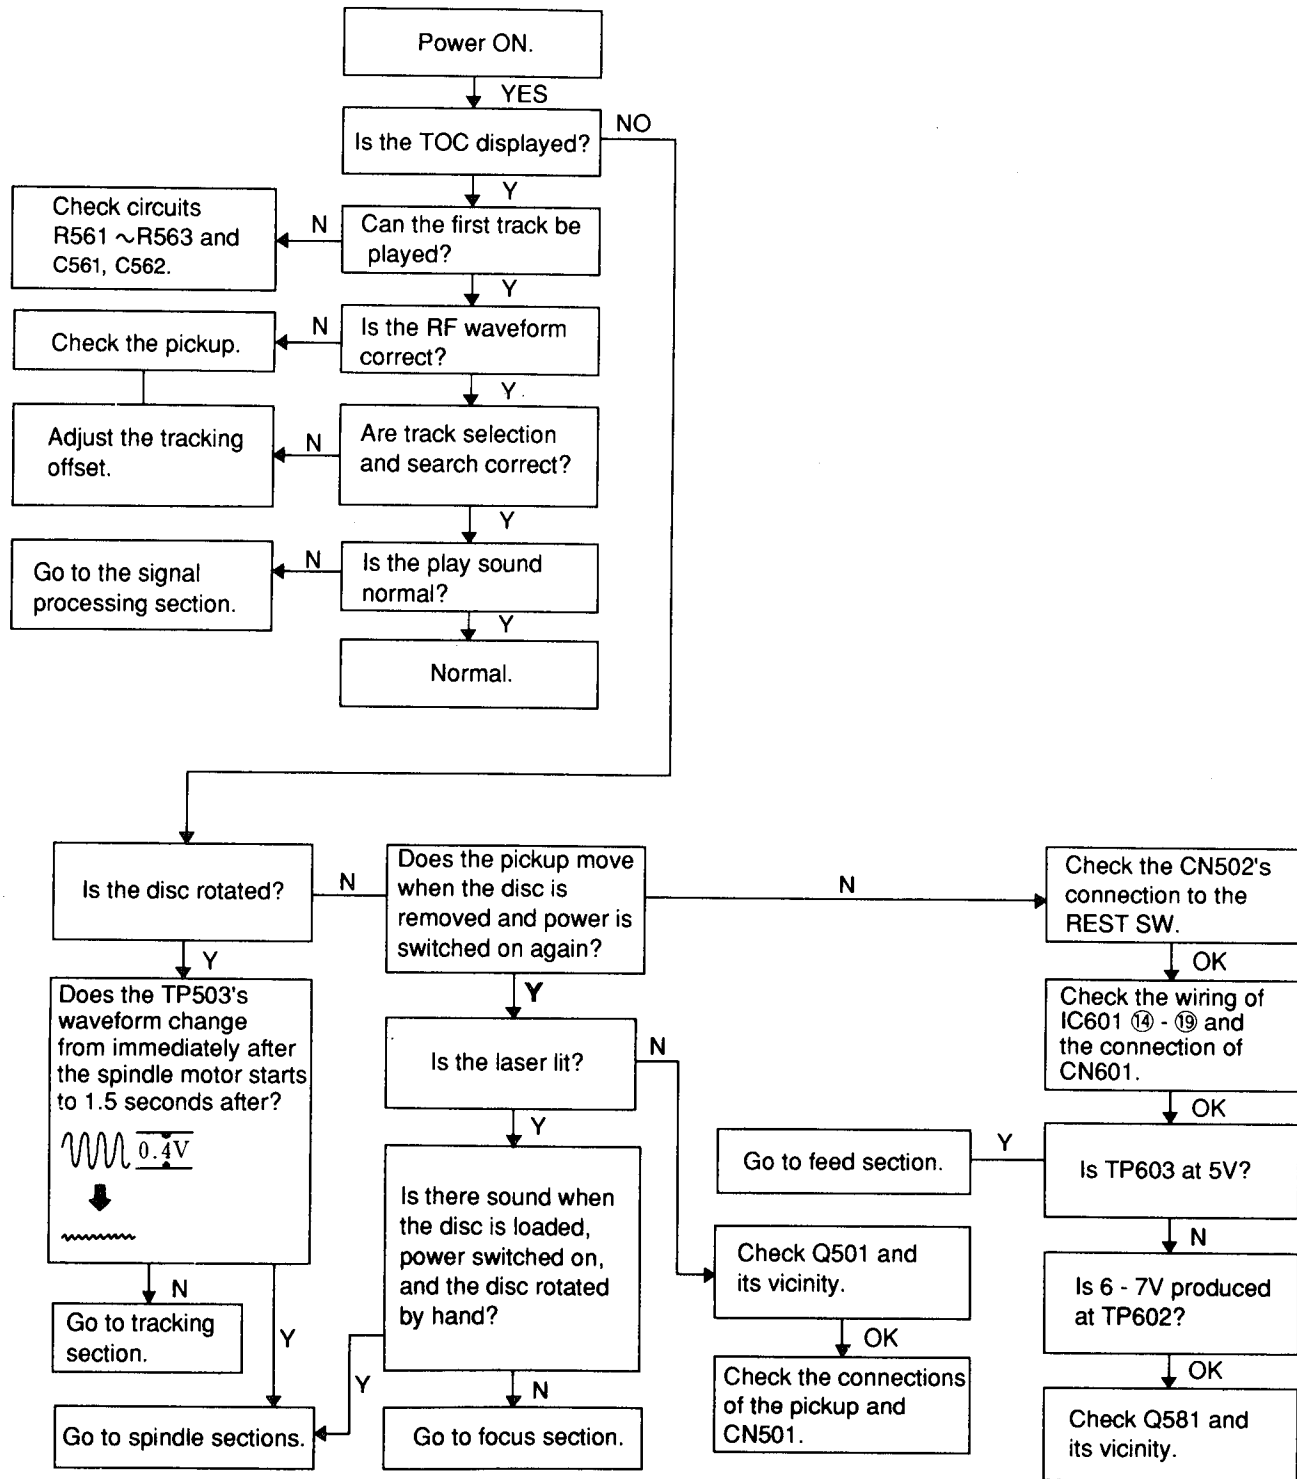 Power ON.
YES
Is the TOC displayed?
NO
Y
Check circuits
R561 ~R563 and
C561, C562.
N
Can the first track be
played?
Y
Check the pickup.
N
Is the RF waveform
correct?
Y
Adjust the tracking
offset.
N
Are track selection
and search correct?
Y
Go to the signal
processing section.
N
Is the play sound
normal?
Y
Normal.
Is the disc rotated?
N
Does the pickup move
when the disc is
removed and power is
switched on again?
N
Check the CN502's
connection to the
REST SW.
Y
Y
OK
Does the TP503's
waveform change
from immediately after
the spindle motor starts
to 1.5 seconds after?
0.4V
Is the laser lit?
N
Check the wiring of
IC601 ⑭ - ⑲ and
the connection of
CN601.
Y
OK
Go to feed section.
Y
Is TP603 at 5V?
Is there sound when
the disc is loaded,
power switched on,
and the disc rotated
by hand?
N
Check Q501 and
its vicinity.
Is 6 - 7V produced
at TP602?
N
Go to tracking
section.
Y
Y
N
OK
OK
Go to spindle sections.
Go to focus section.
Check the connections
of the pickup and
CN501.
Check Q581 and
its vicinity.